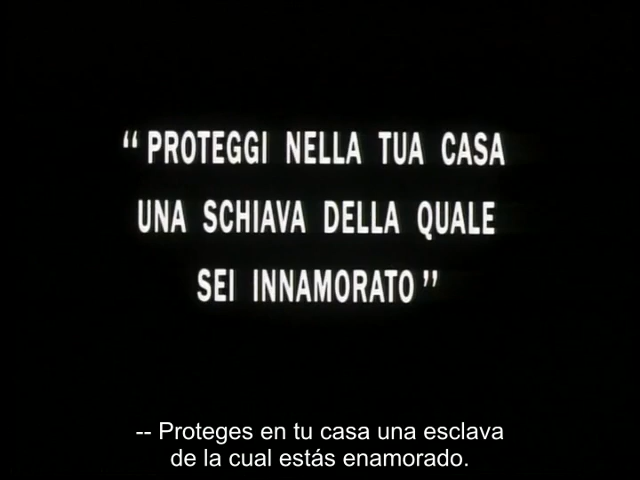 “PROTEGGI NELLA TUA CASA
UNA SCHIAVA DELLA QUALE
SEI INNAMORATO”
-- Proteges en tu casa una esclava
de la cual estás enamorado.